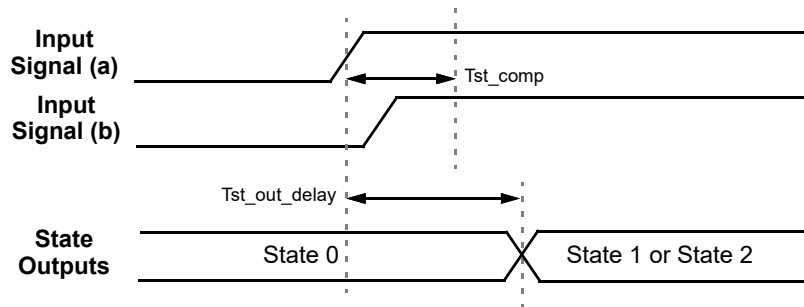 Input
Signal (a)
Tst_comp
Input
Signal (b)
Tst_out_delay
State
Outputs
State 0
State 1 or State 2